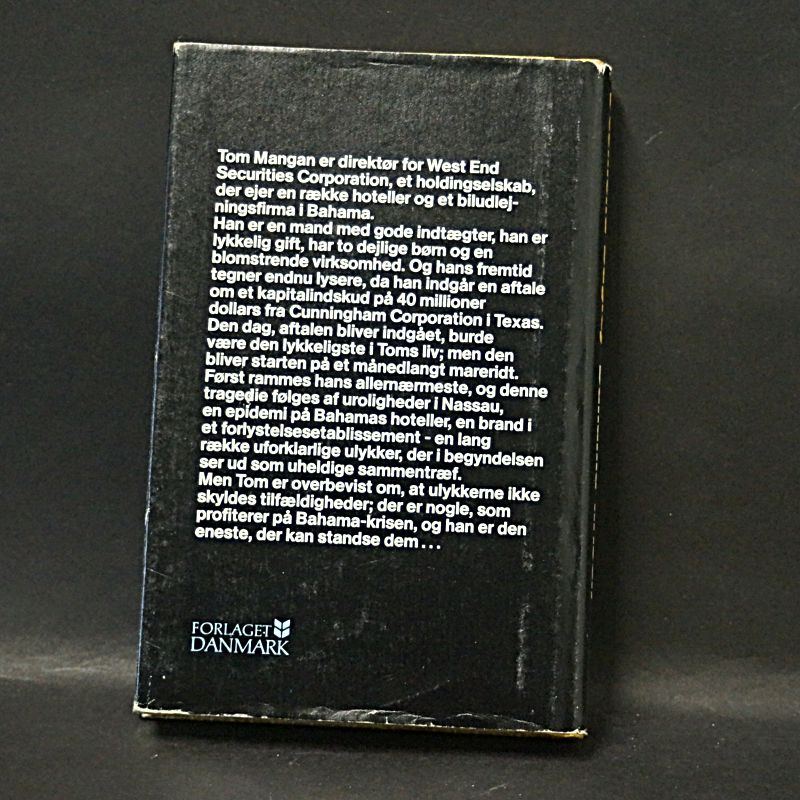 Tom Mangan er direktør for West End
Securities Corporation, et holdingselskab,
der ejer en række hoteller og et biludlej-
ningsfirma i Bahama.
Han er en mand med gode indtægter, han er
lykkelig gift, har to dejlige børn og en
blomstrende virksomhed. Og hans fremtid
tegner endnu lysere, da han indgår en aftale
om et kapitalindskud på 40 millioner
dollars fra Cunningham Corporation i Texas.
Den dag, aftalen bliver indgået, burde
være den lykkeligste i Toms liv; men den
bliver starten på et månedlangt mareridt.
Først rammes hans allernærmeste, og denne
tragedie følges af uroligheder i Nassau,
en epidemi på Bahamas hoteller, en brand i
et forlystelsesetablissement - en lang
række uforklarlige ulykker, der i begyndelsen
ser ud som uheldige sammentræf.
Men Tom er overbevist om, at ulykkerne ikke
skyldes tilfældigheder; der er nogle, som
profiterer på Bahama-krisen, og han er den
eneste, der kan standse dem ...
FORLAGET
DANMARK